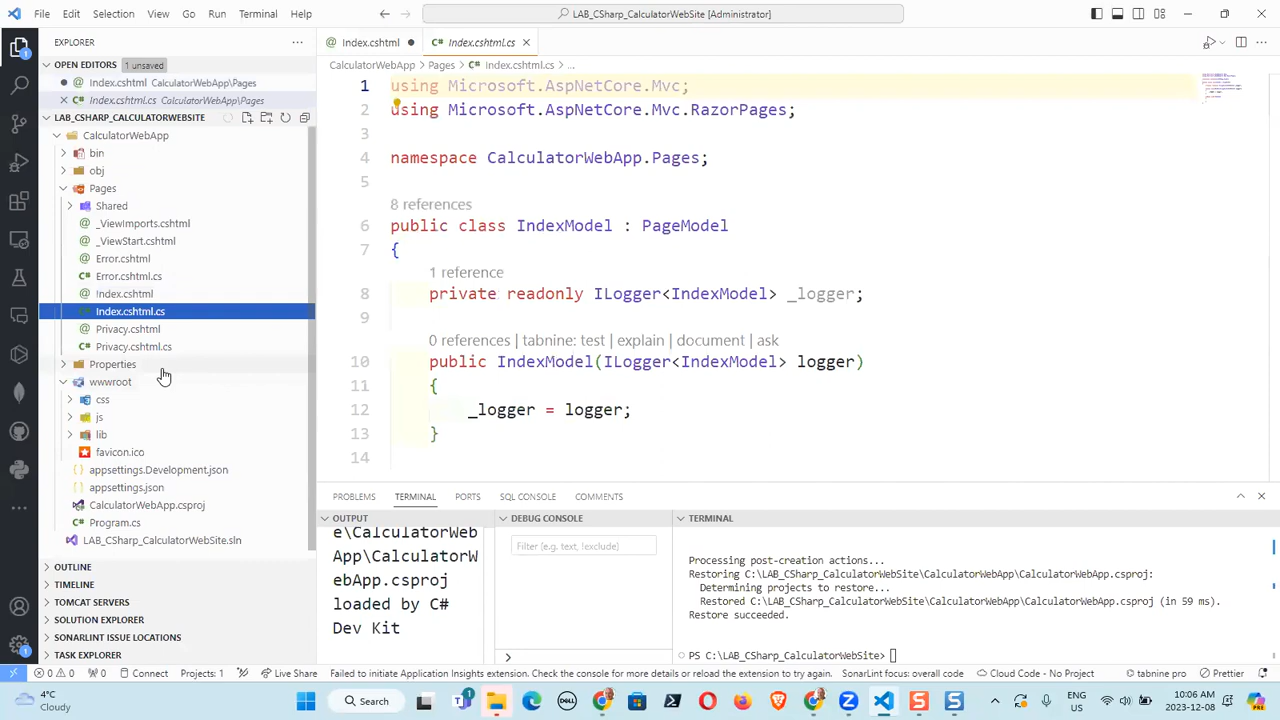 File Edit Selection View Go Run Terminal Help
LAB_CSharp_CalculatorWebSite [Administrator]
EXPLORER
OPEN EDITORS 1 unsaved
Index.cshtml CalculatorWebApp\Pages
Index.cshtml.cs CalculatorWebApp\Pages
LAB_CSHARP_CALCULATORWEBSITE
CalculatorWebApp
bin
obj
Pages
Shared
_ViewImports.cshtml
_ViewStart.cshtml
Error.cshtml
Error.cshtml.cs
Index.cshtml
Index.cshtml.cs
Privacy.cshtml
Privacy.cshtml.cs
Properties
wwwroot
css
js
lib
favicon.ico
appsettings.Development.json
appsettings.json
CalculatorWebApp.csproj
Program.cs
LAB_CSharp_CalculatorWebSite.sln
OUTLINE
TIMELINE
TOMCAT SERVERS
SOLUTION EXPLORER
SONARLINT ISSUE LOCATIONS
TASK EXPLORER
Index.cshtml
Index.cshtml.cs
CalculatorWebApp > Pages > Index.cshtml.cs > ...
1 using Microsoft.AspNetCore.Mvc;
2 using Microsoft.AspNetCore.Mvc.RazorPages;
3
4 namespace CalculatorWebApp.Pages;
5
8 references
6 public class IndexModel : PageModel
7 {
1 reference
8 private readonly ILogger<IndexModel> _logger;
9
0 references | tabnine: test | explain | document | ask
10 public IndexModel(ILogger<IndexModel> logger)
11 {
12 _logger = logger;
13 }
14
PROBLEMS TERMINAL PORTS SQL CONSOLE COMMENTS
OUTPUT
e\CalculatorWeb
App\CalculatorW
ebApp.csproj
loaded by C#
Dev Kit
DEBUG CONSOLE
Filter (e.g. text, !exclude)
TERMINAL
Processing post-creation actions...
Restoring C:\LAB_CSharp_CalculatorWebSite\CalculatorWebApp\CalculatorWebApp.csproj:
Determining projects to restore...
Restored C:\LAB_CSharp_CalculatorWebSite\CalculatorWebApp\CalculatorWebApp.csproj (in 59 ms).
Restore succeeded.
PS C:\LAB_CSharp_CalculatorWebSite>
0 0 0 Connect Projects: 1 Live Share Failed to initiate Application Insights extension. Check the console for details. You may need to reload the extension to try again. SonarLint focus: overall code Cloud Code - No Project tabnine pro Prettier
4°C
Cloudy
Search
ENG
US
10:06 AM
2023-12-08